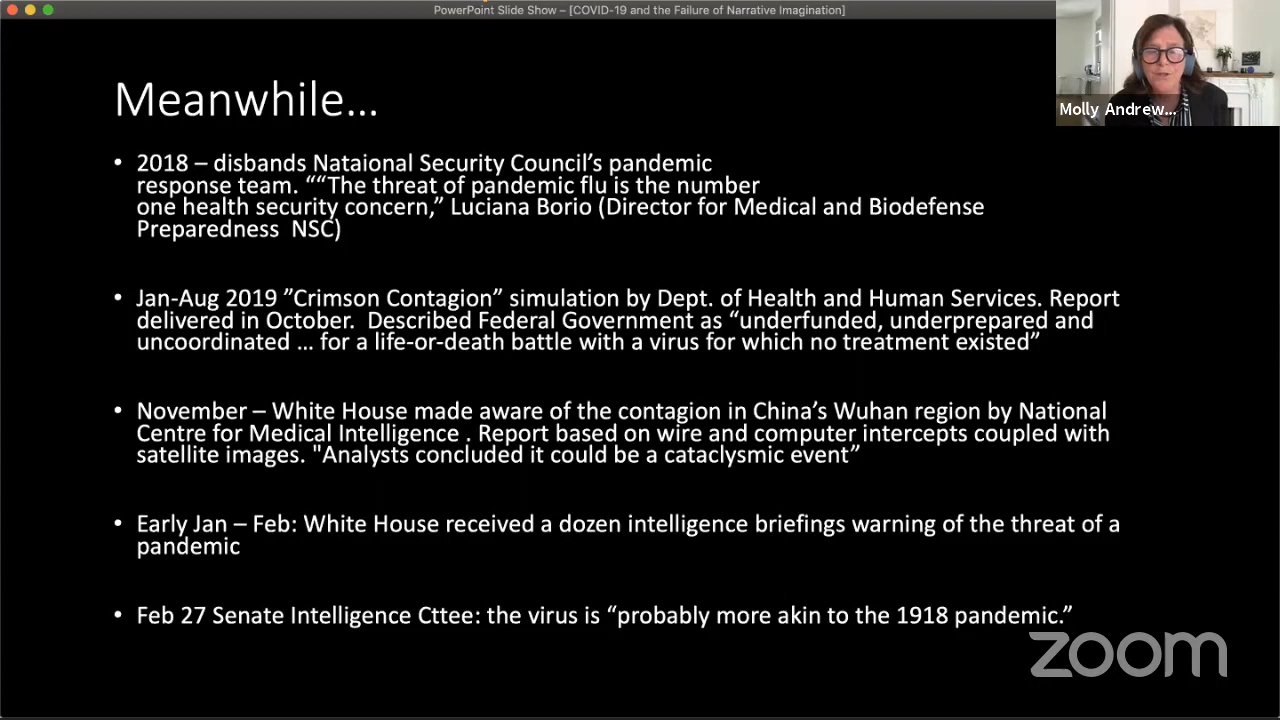 PowerPoint Slide Show – [COVID-19 and the Failure of Narrative Imagination]
Molly Andrew...
Meanwhile...
• 2018 – disbands Nataional Security Council’s pandemic
response team. ““The threat of pandemic flu is the number
one health security concern,” Luciana Borio (Director for Medical and Biodefense
Preparedness NSC)
• Jan-Aug 2019 ”Crimson Contagion” simulation by Dept. of Health and Human Services. Report
delivered in October. Described Federal Government as “underfunded, underprepared and
uncoordinated ... for a life-or-death battle with a virus for which no treatment existed”
• November – White House made aware of the contagion in China’s Wuhan region by National
Centre for Medical Intelligence . Report based on wire and computer intercepts coupled with
satellite images. "Analysts concluded it could be a cataclysmic event”
• Early Jan – Feb: White House received a dozen intelligence briefings warning of the threat of a
pandemic
• Feb 27 Senate Intelligence Cttee: the virus is “probably more akin to the 1918 pandemic.”
zoom